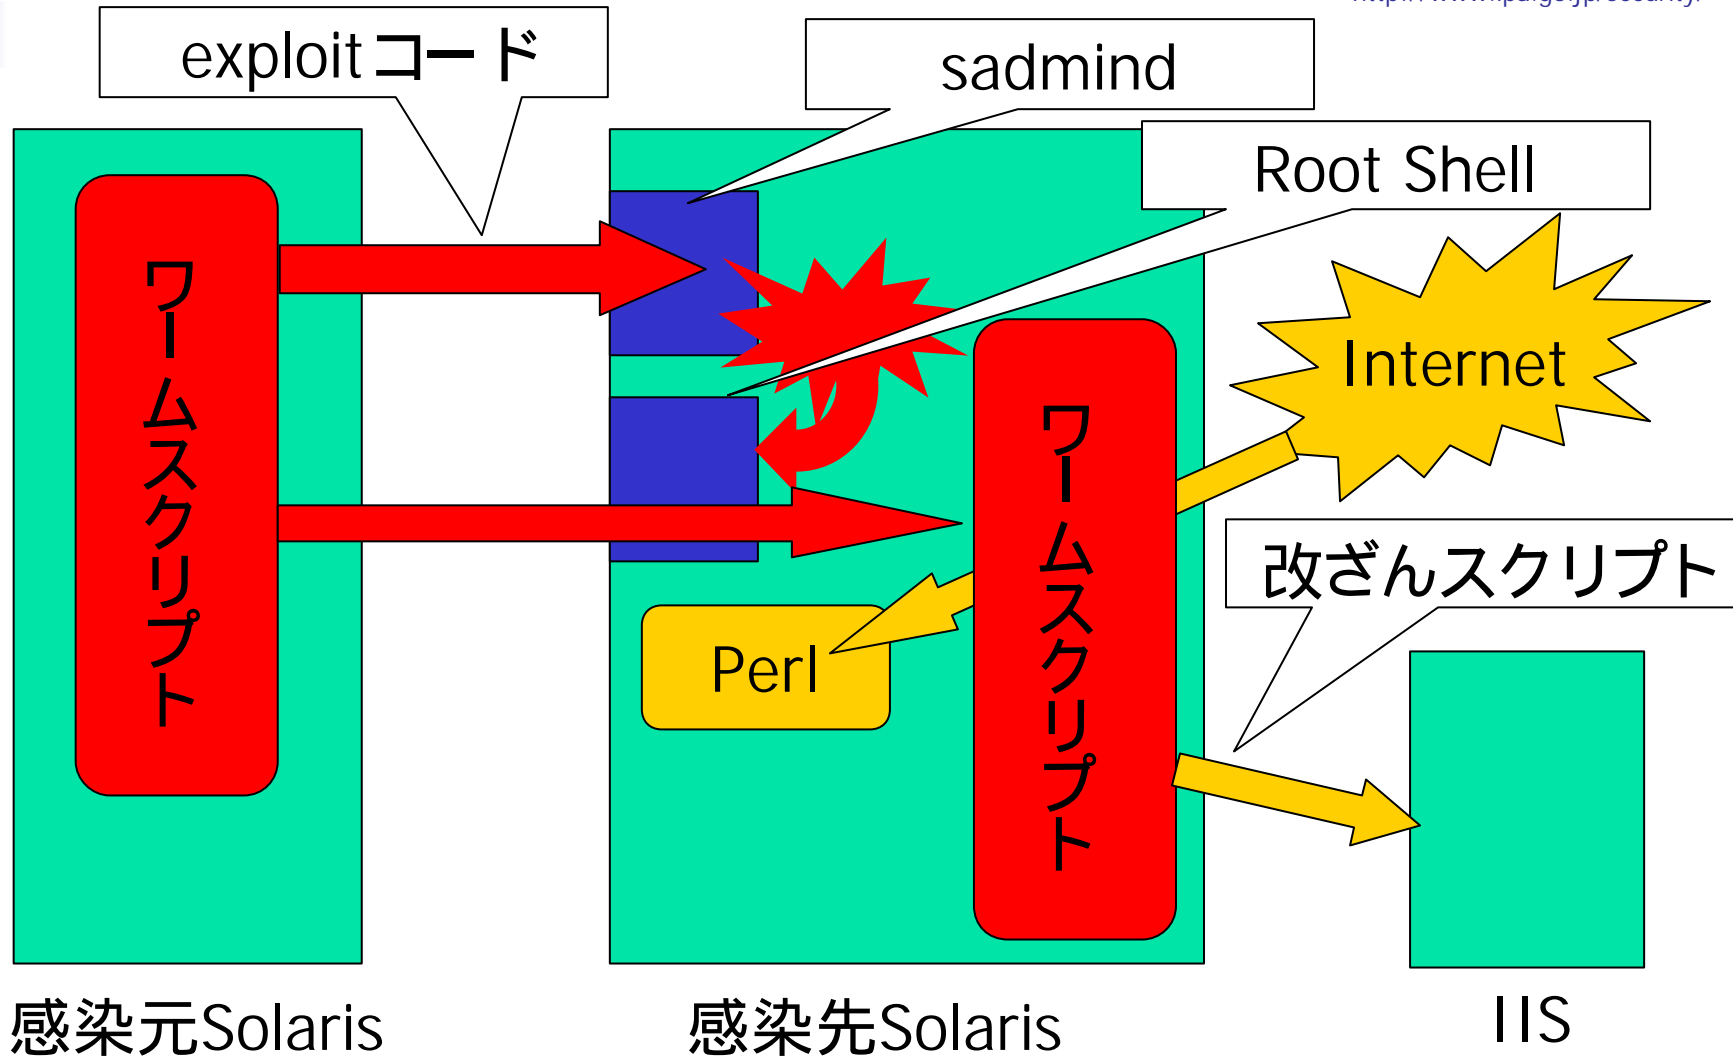 exploitコード
sadmind
Root Shell
ワームスクリプト
Internet
ワームスクリプト
改ざんスクリプト
Perl
感染元Solaris
感染先Solaris
IIS